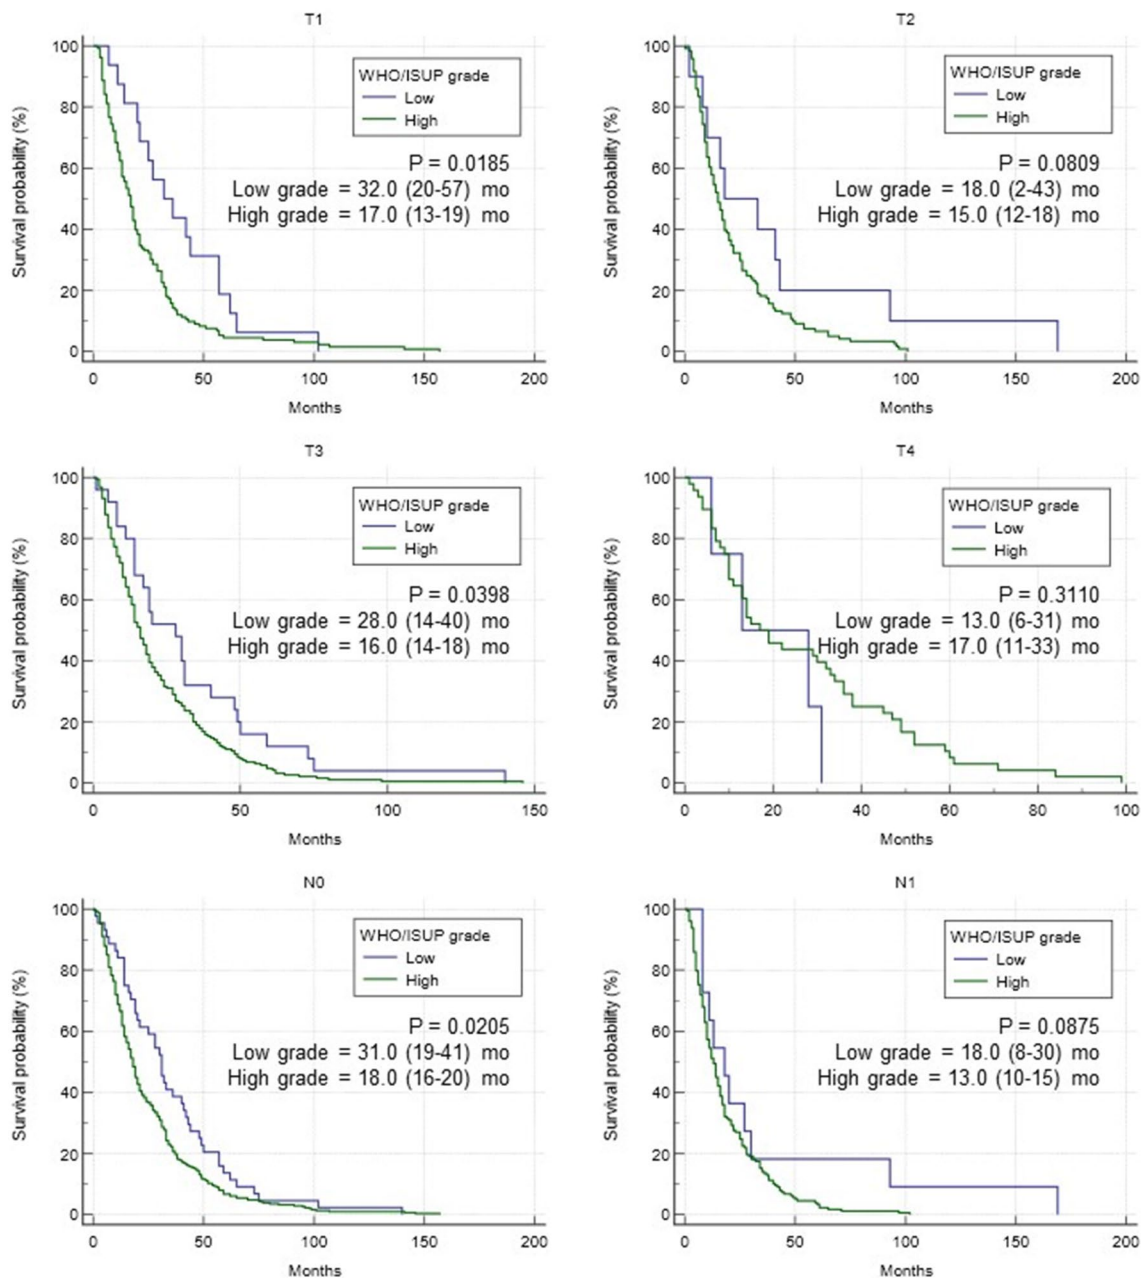 T1
Survival probability (%)
100
80
60
40
20
0
WHO/ISUP grade
Low
High
P = 0.0185
Low grade = 32.0 (20-57) mo
High grade = 17.0 (13-19) mo
0 50 100 150 200
Months
T2
Survival probability (%)
100
80
60
40
20
0
WHO/ISUP grade
Low
High
P = 0.0809
Low grade = 18.0 (2-43) mo
High grade = 15.0 (12-18) mo
0 50 100 150 200
Months
T3
Survival probability (%)
100
80
60
40
20
0
WHO/ISUP grade
Low
High
P = 0.0398
Low grade = 28.0 (14-40) mo
High grade = 16.0 (14-18) mo
0 50 100 150
Months
T4
Survival probability (%)
100
80
60
40
20
0
WHO/ISUP grade
Low
High
P = 0.3110
Low grade = 13.0 (6-31) mo
High grade = 17.0 (11-33) mo
0 20 40 60 80 100
Months
N0
Survival probability (%)
100
80
60
40
20
0
WHO/ISUP grade
Low
High
P = 0.0205
Low grade = 31.0 (19-41) mo
High grade = 18.0 (16-20) mo
0 50 100 150 200
Months
N1
Survival probability (%)
100
80
60
40
20
0
WHO/ISUP grade
Low
High
P = 0.0875
Low grade = 18.0 (8-30) mo
High grade = 13.0 (10-15) mo
0 50 100 150 200
Months